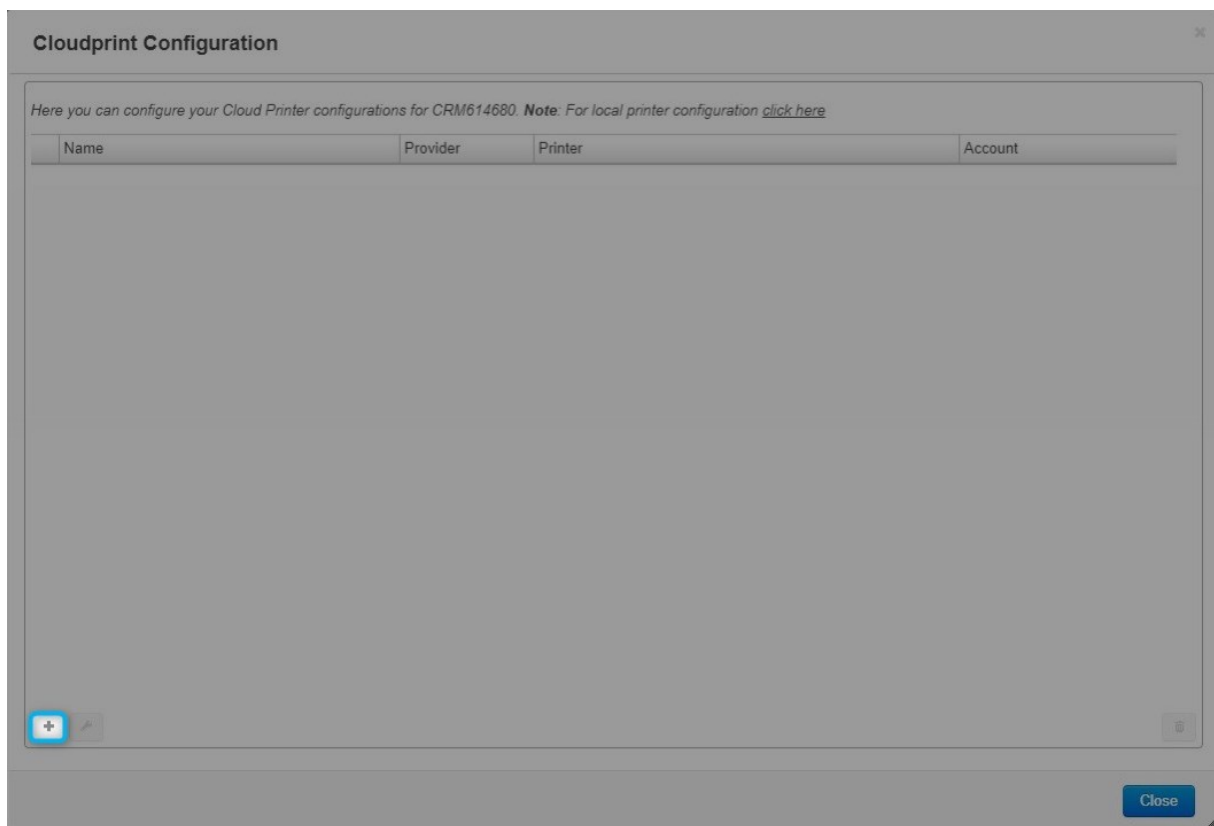 Cloudprint Configuration
Here you can configure your Cloud Printer configurations for CRM614680. Note: For local printer configuration click here
Name Provider Printer Account
Close